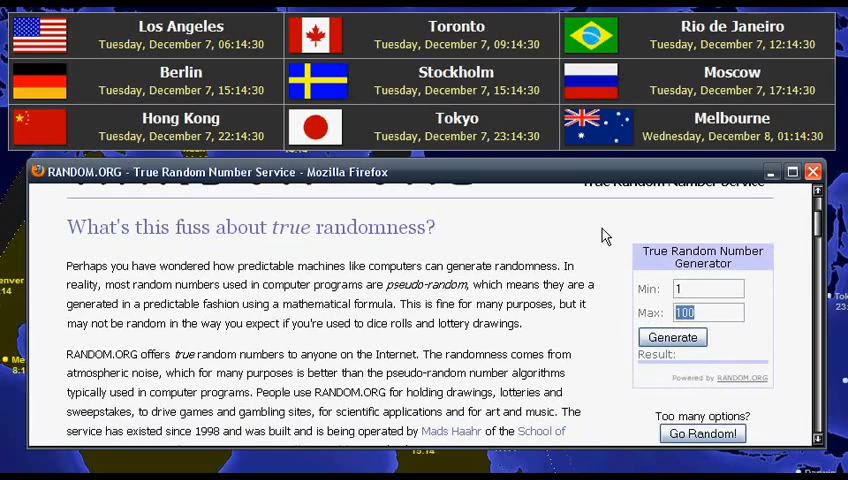 Los Angeles
Tuesday, December 7, 06:14:30
Toronto
Tuesday, December 7, 09:14:30
Rio de Janeiro
Tuesday, December 7, 12:14:30
Berlin
Tuesday, December 7, 15:14:30
Stockholm
Tuesday, December 7, 15:14:30
Moscow
Tuesday, December 7, 17:14:30
Hong Kong
Tuesday, December 7, 22:14:30
Tokyo
Tuesday, December 7, 23:14:30
Melbourne
Wednesday, December 8, 01:14:30
RANDOM.ORG - True Random Number Service - Mozilla Firefox
True Random Number Service
What's this fuss about true randomness?
Perhaps you have wondered how predictable machines like computers can generate randomness. In
reality, most random numbers used in computer programs are pseudo-random, which means they are a
generated in a predictable fashion using a mathematical formula. This is fine for many purposes, but it
may not be random in the way you expect if you're used to dice rolls and lottery drawings.
RANDOM.ORG offers true random numbers to anyone on the Internet. The randomness comes from
atmospheric noise, which for many purposes is better than the pseudo-random number algorithms
typically used in computer programs. People use RANDOM.ORG for holding drawings, lotteries and
sweepstakes, to drive games and gambling sites, for scientific applications and for art and music. The
service has existed since 1998 and was built and is being operated by Mads Haahr of the School of
True Random Number
Generator
Min: 1
Max: 100
Generate
Result:
Powered by RANDOM.ORG
Too many options?
Go Random!
15:14